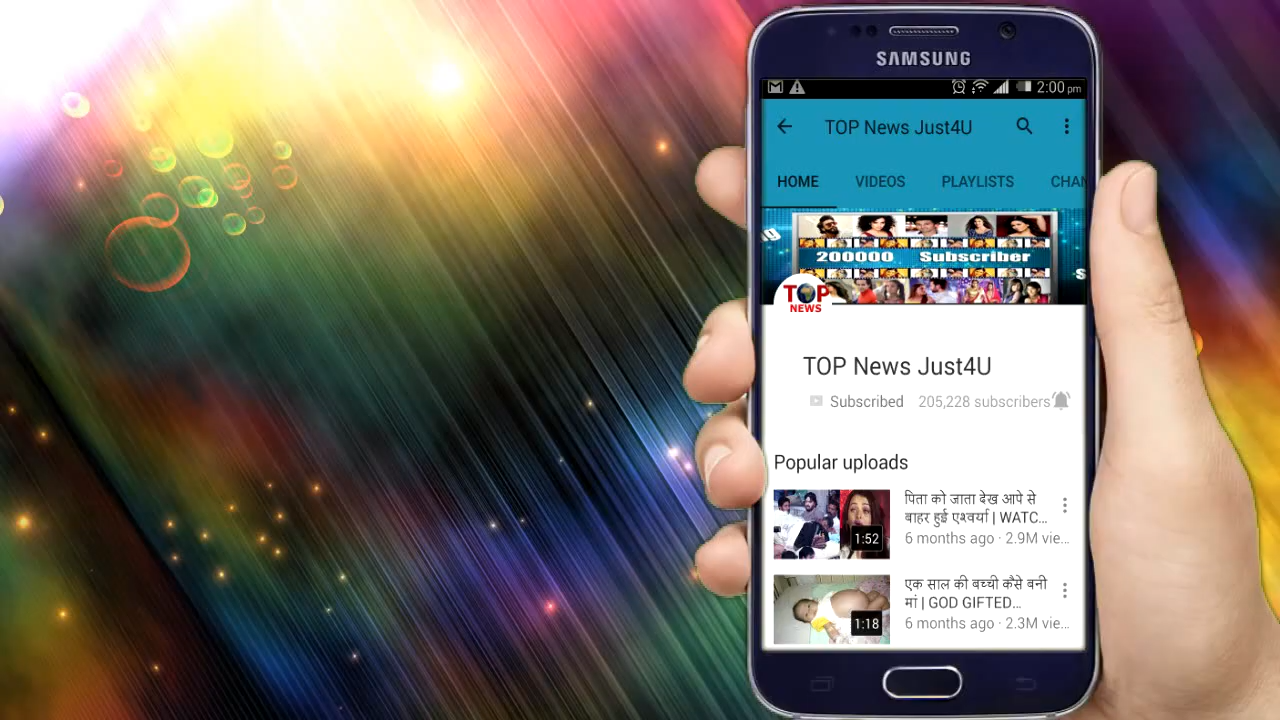 SAMSUNG
2:00 pm
TOP News Just4U
HOME VIDEOS PLAYLISTS CHAN
200000 Subscriber
TOP
NEWS
TOP News Just4U
Subscribed 205,228 subscribers
Popular uploads
पिता को जाता देख आपे से
बाहर हुई एश्वर्या | WATC...
1:52
6 months ago · 2.9M vie...
एक साल की बच्ची कैसे बनी
मां | GOD GIFTED...
1:18
6 months ago · 2.3M vie...